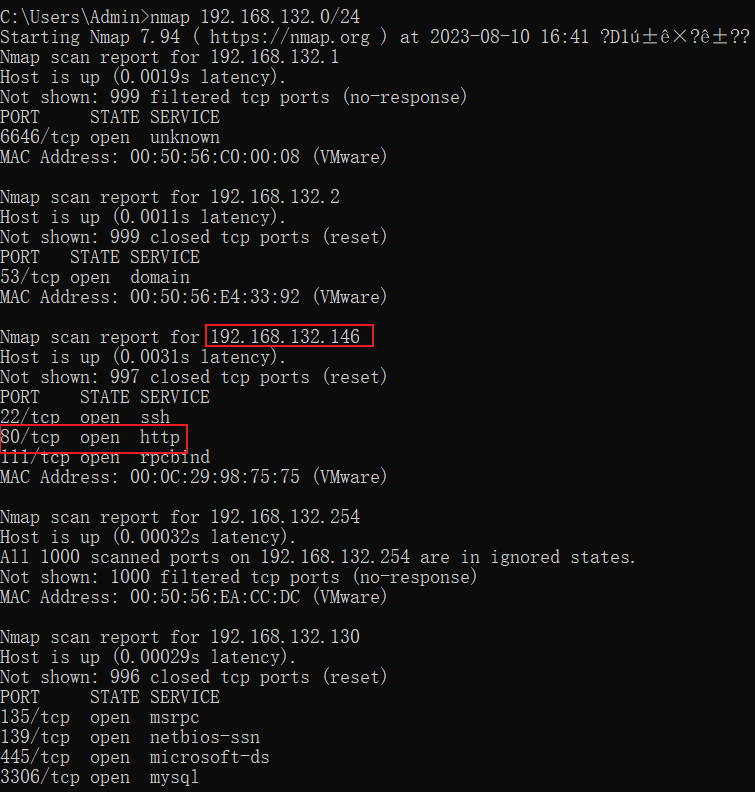 C:\Users\Admin>nmap 192.168.132.0/24
Starting Nmap 7.94 ( https://nmap.org ) at 2023-08-10 16:41 ?D1ú±ê×?ê±??
Nmap scan report for 192.168.132.1
Host is up (0.0019s latency).
Not shown: 999 filtered tcp ports (no-response)
PORT     STATE SERVICE
6646/tcp open  unknown
MAC Address: 00:50:56:C0:00:08 (VMware)

Nmap scan report for 192.168.132.2
Host is up (0.0011s latency).
Not shown: 999 closed tcp ports (reset)
PORT   STATE SERVICE
53/tcp open  domain
MAC Address: 00:50:56:E4:33:92 (VMware)

Nmap scan report for 192.168.132.146
Host is up (0.0031s latency).
Not shown: 997 closed tcp ports (reset)
PORT    STATE SERVICE
22/tcp  open  ssh
80/tcp  open  http
111/tcp open  rpcbind
MAC Address: 00:0C:29:98:75:75 (VMware)

Nmap scan report for 192.168.132.254
Host is up (0.00032s latency).
All 1000 scanned ports on 192.168.132.254 are in ignored states.
Not shown: 1000 filtered tcp ports (no-response)
MAC Address: 00:50:56:EA:CC:DC (VMware)

Nmap scan report for 192.168.132.130
Host is up (0.00029s latency).
Not shown: 996 closed tcp ports (reset)
PORT     STATE SERVICE
135/tcp  open  msrpc
139/tcp  open  netbios-ssn
445/tcp  open  microsoft-ds
3306/tcp open  mysql